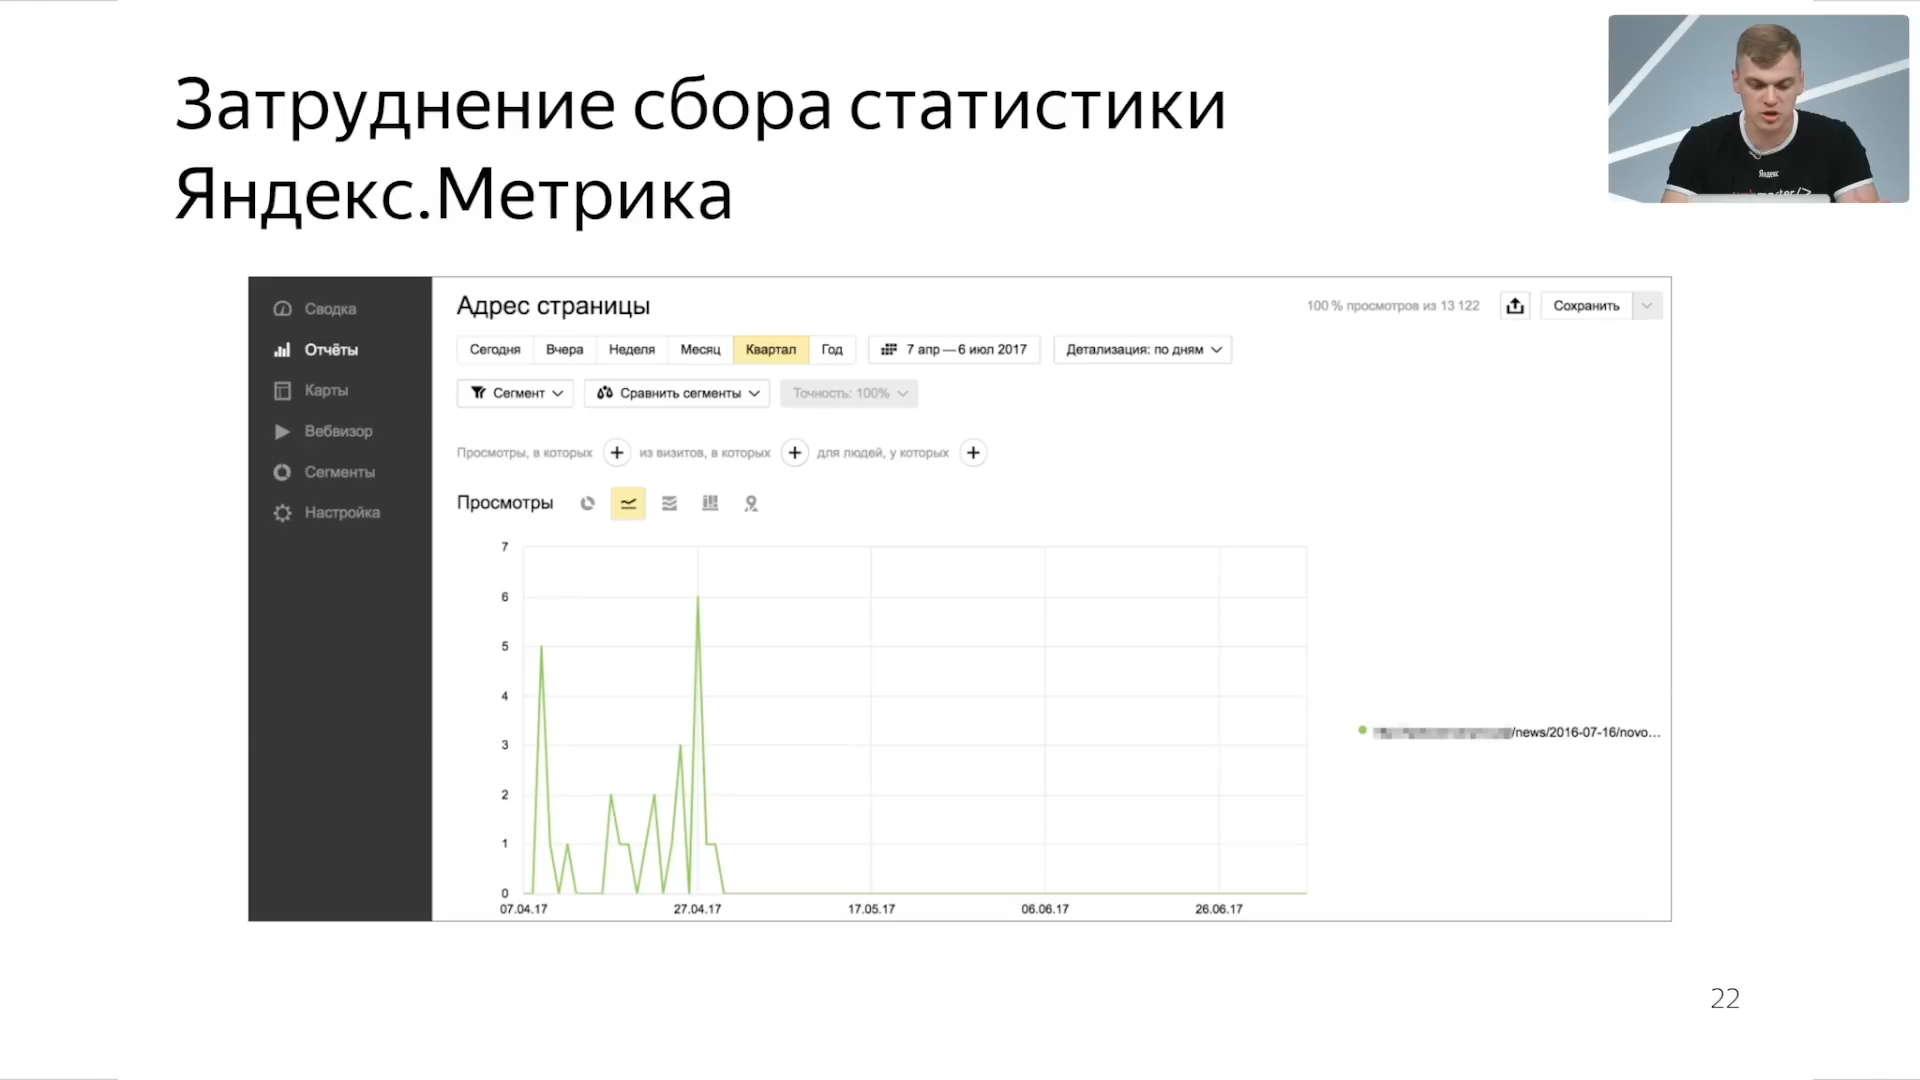 Затруднение сбора статистики
Яндекс.Метрика
Яндекс
Сводка
Отчёты
Карты
Вебвизор
Сегменты
Настройка
Адрес страницы
100 % просмотров из 13 122
Сохранить
Сегодня Вчера Неделя Месяц Квартал Год 7 апр — 6 июл 2017 Детализация: по дням
Сегмент Сравнить сегменты Точность: 100%
Просмотры, в которых + из визитов, в которых + для людей, у которых +
Просмотры
7
6
5
4
3
2
1
0
07.04.17 27.04.17 17.05.17 06.06.17 26.06.17
/news/2016-07-16/novo...
22